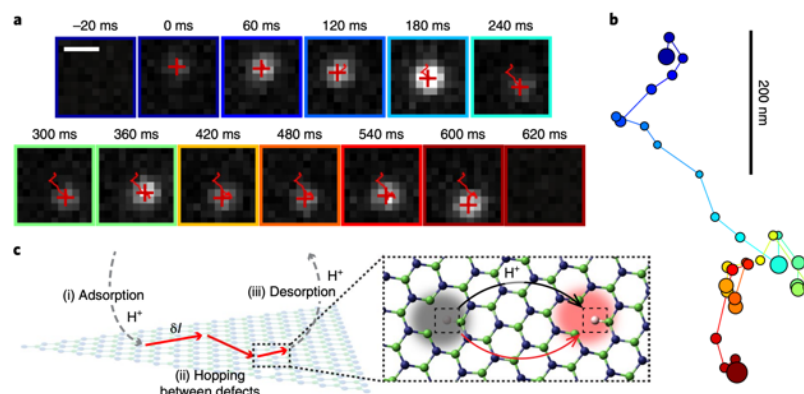 a
-20 ms 0 ms 60 ms 120 ms 180 ms 240 ms
300 ms 360 ms 420 ms 480 ms 540 ms 600 ms 620 ms
b
200 nm
c
(i) Adsorption
H⁺
δl
(ii) Hopping
between defects
(iii) Desorption
H⁺
H⁺